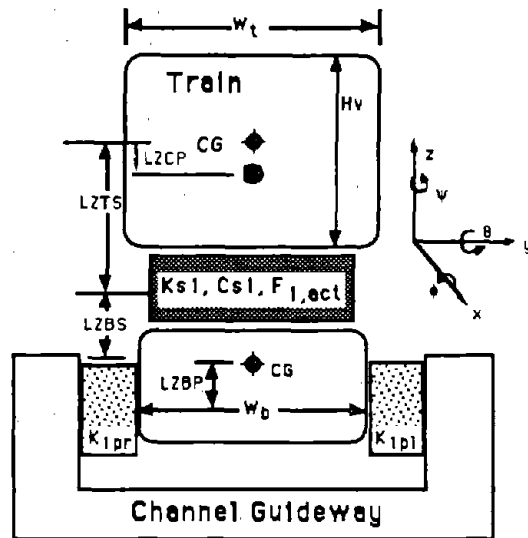 Wt
Train
Hv
CG
LZCP
LZTS
z
ψ
θ
y
φ
x
Ks1, Cs1, F1,act
LZBS
LZBP
CG
Wb
K1pr
K1pl
Channel Guideway